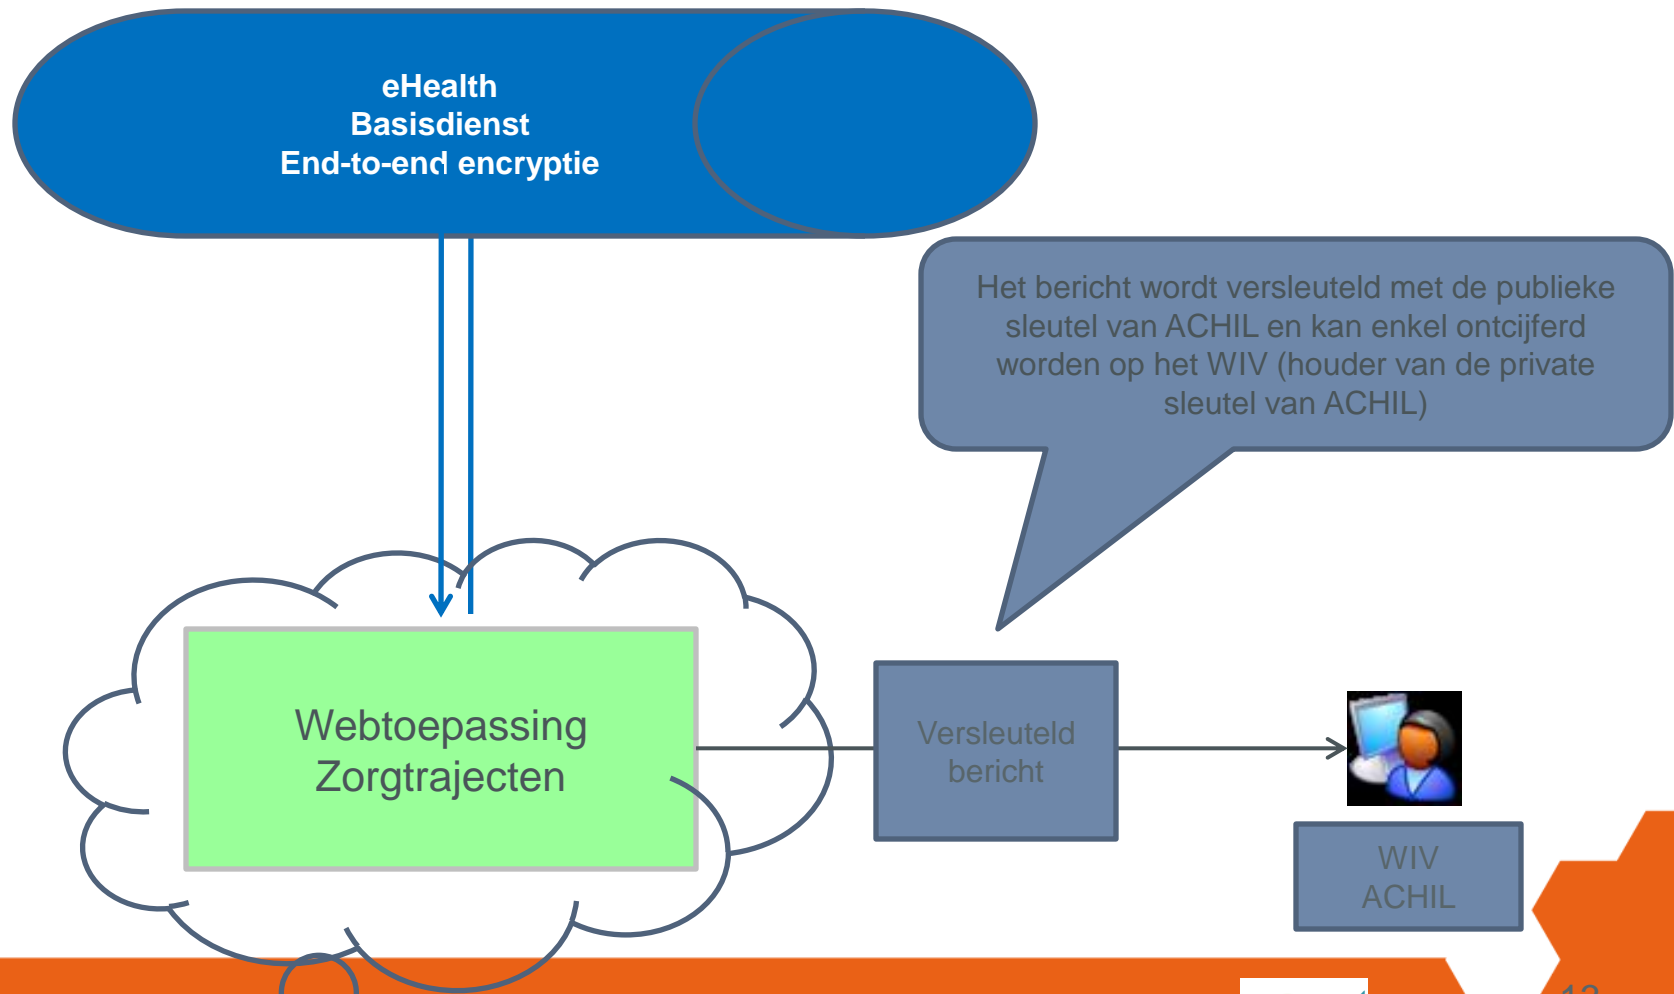 eHealth
Basisdienst
End-to-end encryptie
Het bericht wordt versleuteld met de publieke
sleutel van ACHIL en kan enkel ontcijferd
worden op het WIV (houder van de private
sleutel van ACHIL)
Webtoepassing
Zorgtrajecten
Versleuteld
bericht
WIV
ACHIL